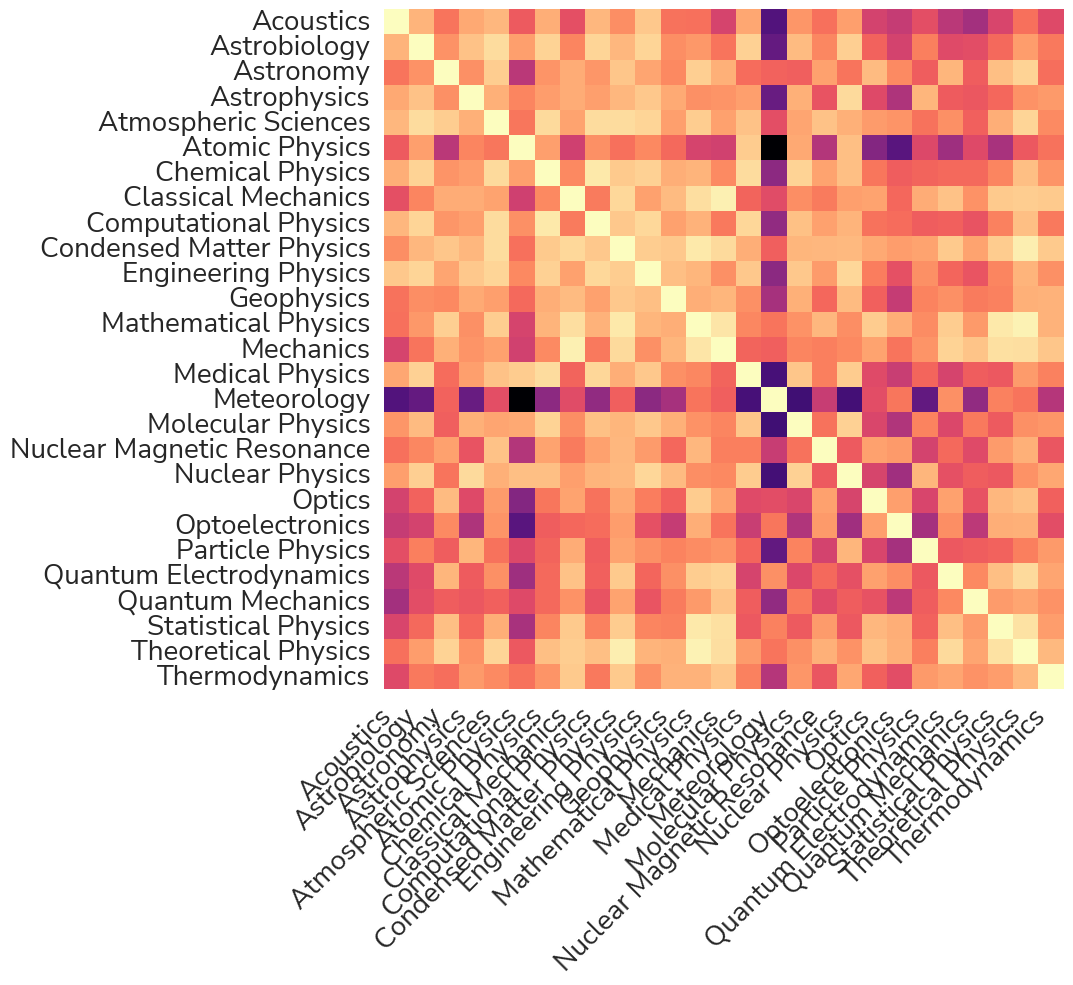 Acoustics
Astrobiology
Astronomy
Astrophysics
Atmospheric Sciences
Atomic Physics
Chemical Physics
Classical Mechanics
Computational Physics
Condensed Matter Physics
Engineering Physics
Geophysics
Mathematical Physics
Mechanics
Medical Physics
Meteorology
Molecular Physics
Nuclear Magnetic Resonance
Nuclear Physics
Optics
Optoelectronics
Particle Physics
Quantum Electrodynamics
Quantum Mechanics
Statistical Physics
Theoretical Physics
Thermodynamics
Acoustics
Astrobiology
Astronomy
Astrophysics
Atmospheric Sciences
Atomic Physics
Chemical Physics
Classical Mechanics
Computational Physics
Condensed Matter Physics
Engineering Physics
Geophysics
Mathematical Physics
Mechanics
Medical Physics
Meteorology
Molecular Physics
Nuclear Magnetic Resonance
Nuclear Physics
Optics
Optoelectronics
Particle Physics
Quantum Electrodynamics
Quantum Mechanics
Statistical Physics
Theoretical Physics
Thermodynamics